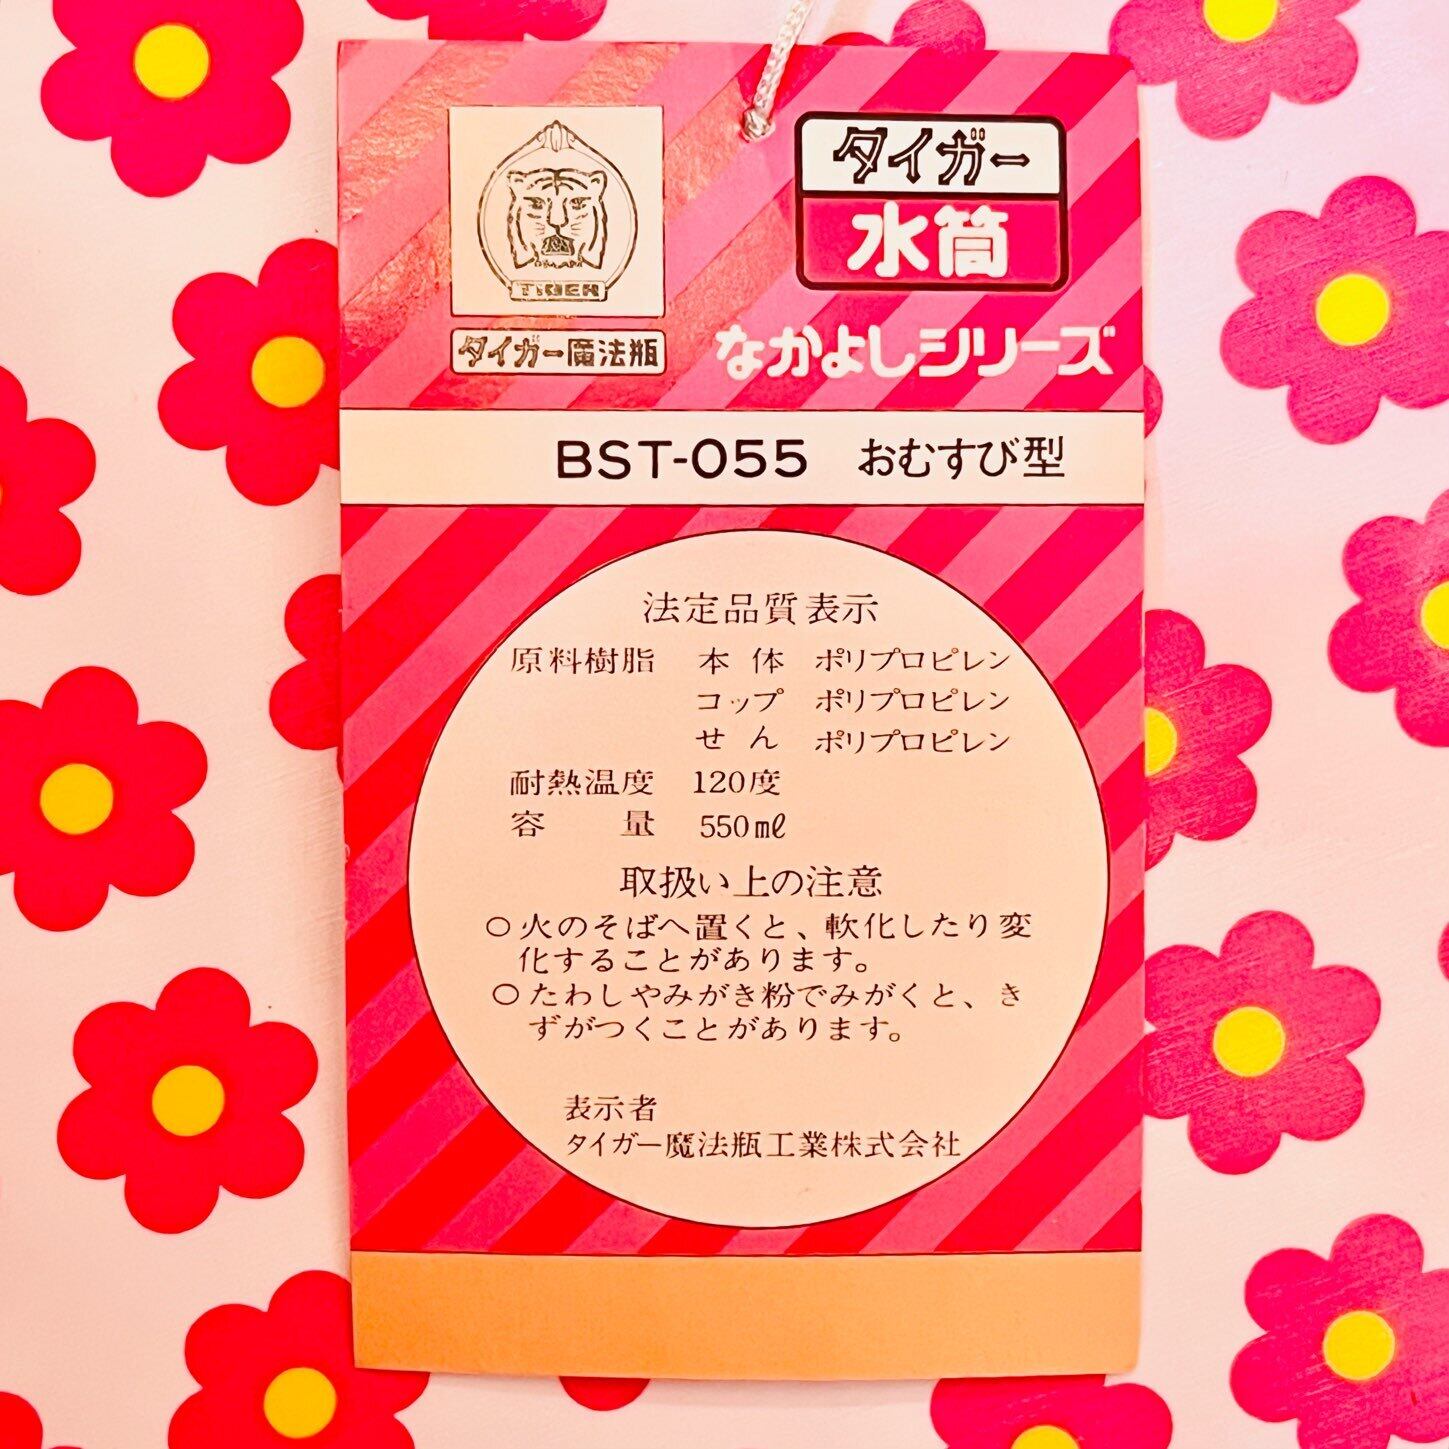 タイガー
水筒
TIGER
タイガー魔法瓶
なかよしシリーズ
BST-055 おむすび型
法定品質表示
原料樹脂 本体 ポリプロピレン
コップ ポリプロピレン
せん ポリプロピレン
耐熱温度 120度
容量 550㎖
取扱い上の注意
○火のそばへ置くと、軟化したり変
化することがあります。
○たわしやみがき粉でみがくと、き
ずがつくことがあります。
表示者
タイガー魔法瓶工業株式会社